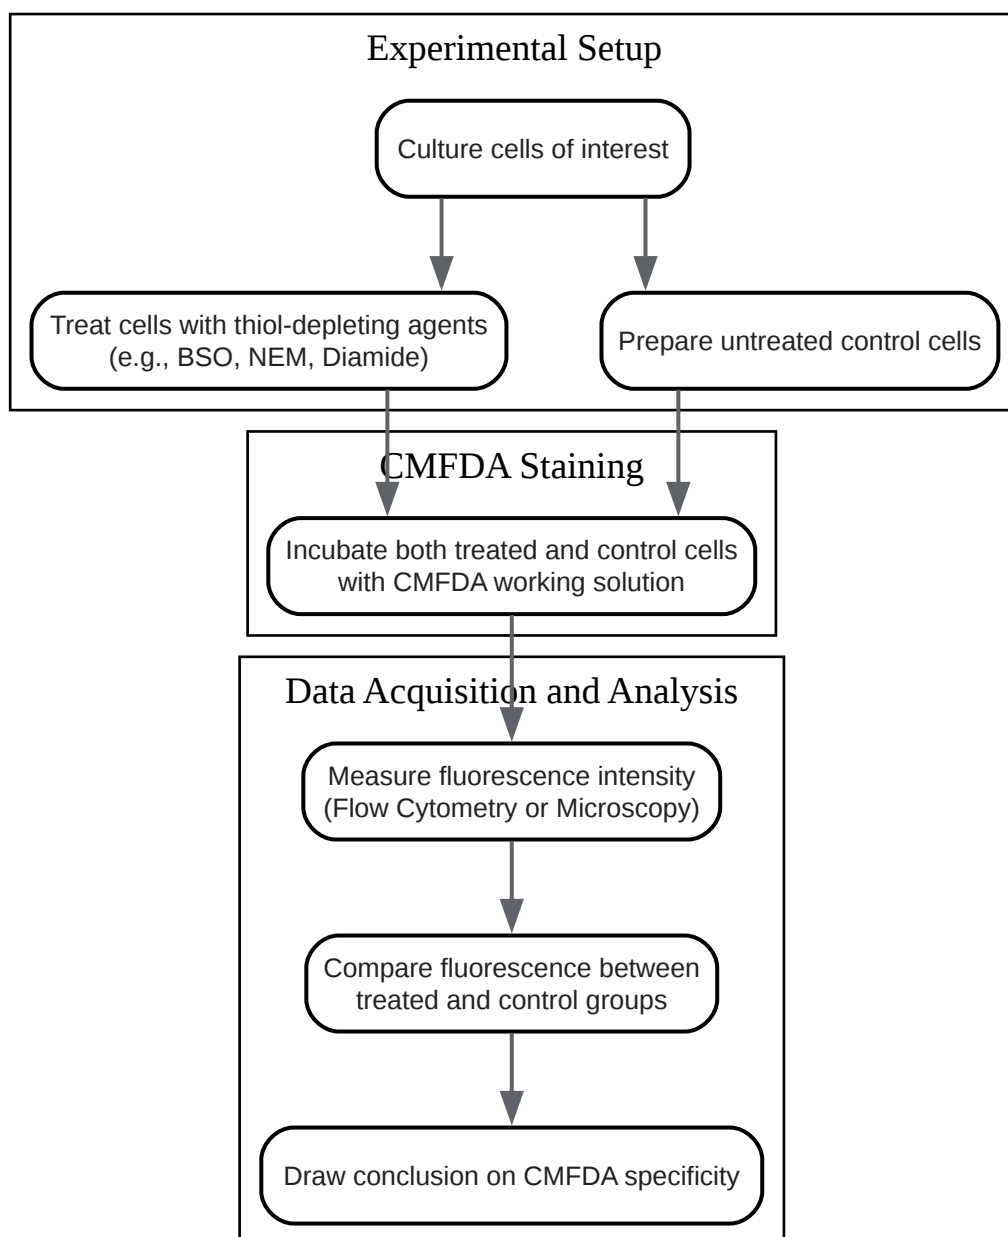 Experimental Setup
Culture cells of interest
Treat cells with thiol-depleting agents
(e.g., BSO, NEM, Diamide)
Prepare untreated control cells
CMFDA Staining
Incubate both treated and control cells
with CMFDA working solution
Data Acquisition and Analysis
Measure fluorescence intensity
(Flow Cytometry or Microscopy)
Compare fluorescence between
treated and control groups
Draw conclusion on CMFDA specificity